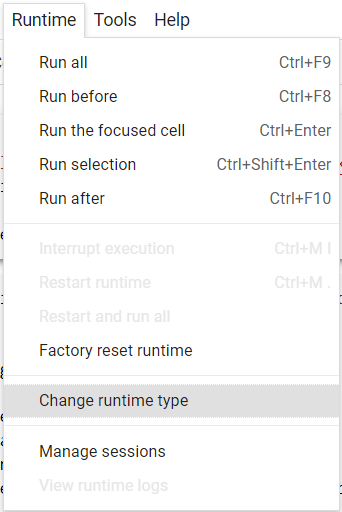 Runtime Tools Help
Run all Ctrl+F9
Run before Ctrl+F8
Run the focused cell Ctrl+Enter
Run selection Ctrl+Shift+Enter
Run after Ctrl+F10
Interrupt execution Ctrl+M I
Restart runtime Ctrl+M .
Restart and run all
Factory reset runtime
Change runtime type
Manage sessions
View runtime logs